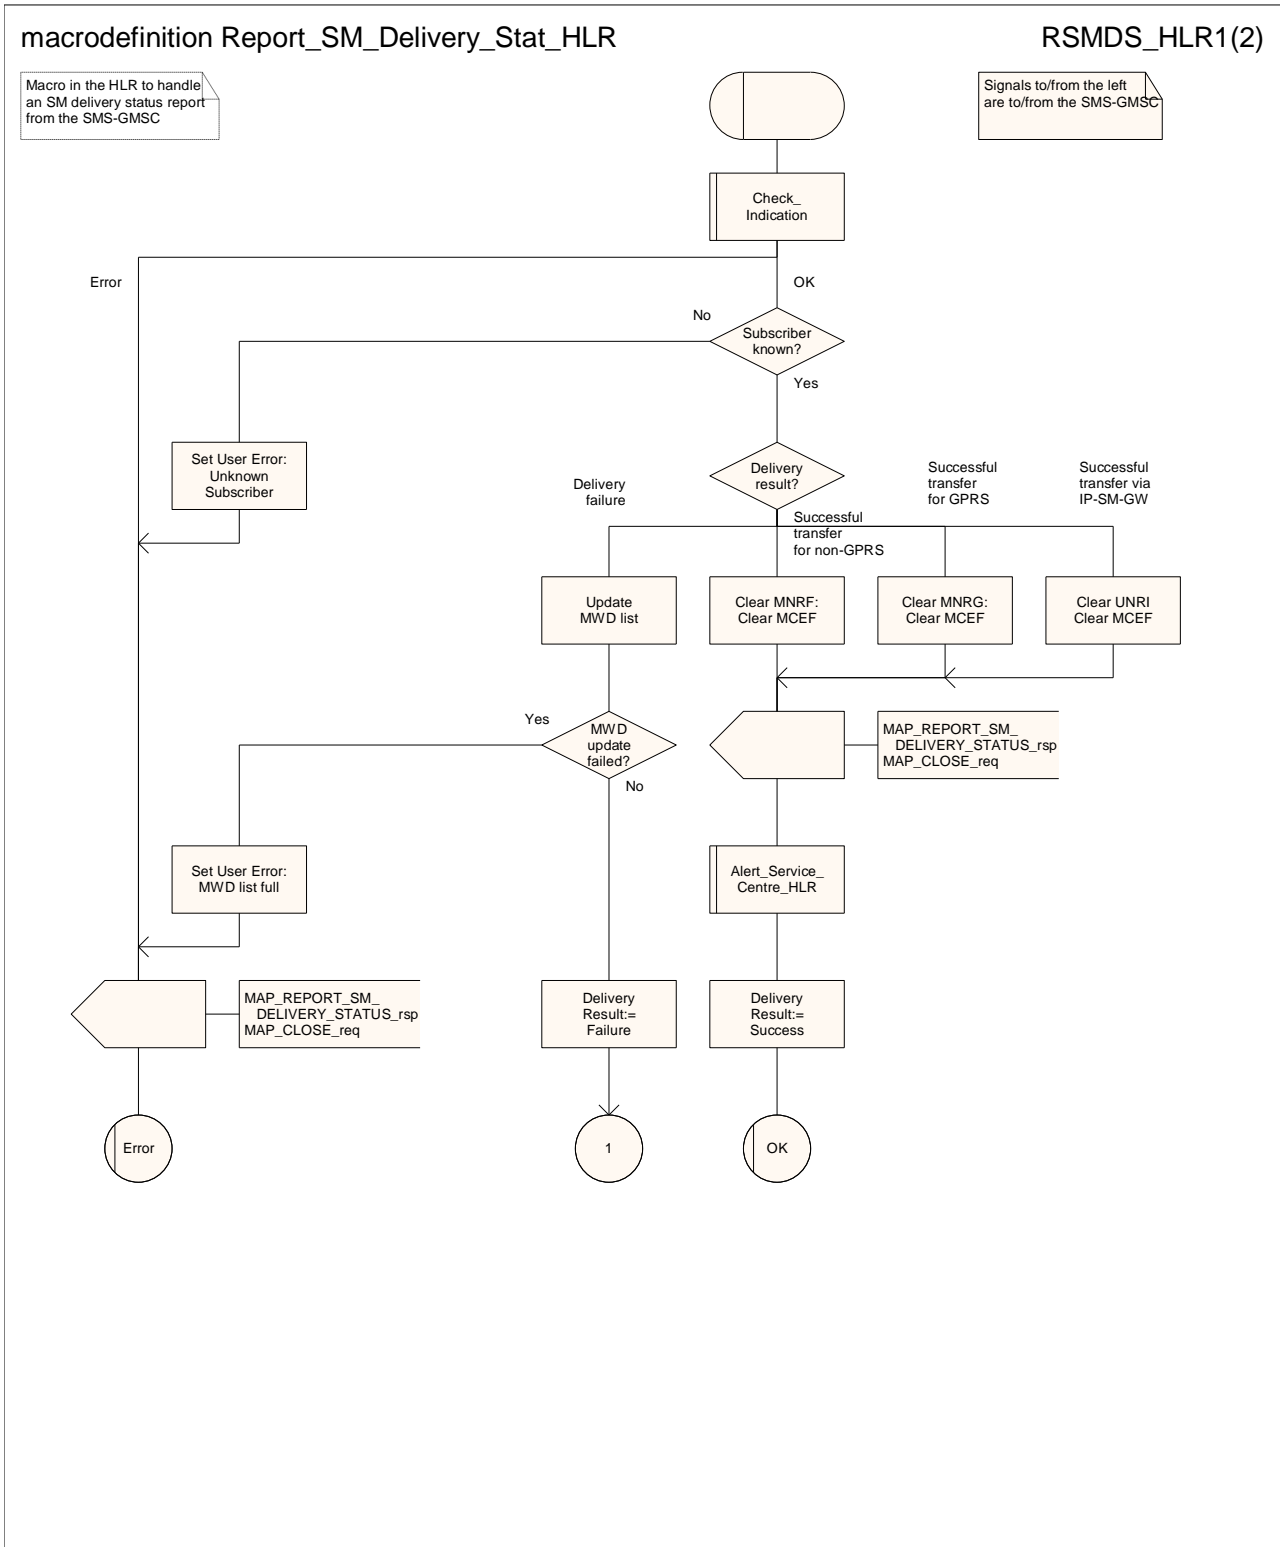 macrodefinition Report_SM_Delivery_Stat_HLR
RSMDS_HLR1(2)
Macro in the HLR to handle
an SM delivery status report
from the SMS-GMSC
Signals to/from the left
are to/from the SMS-GMSC
Check_
Indication
Error
OK
No
Subscriber
known?
Yes
Set User Error:
Unknown
Subscriber
Delivery
failure
Delivery
result?
Successful
transfer
for GPRS
Successful
transfer via
IP-SM-GW
Successful
transfer
for non-GPRS
Update
MWD list
Clear MNRF:
Clear MCEF
Clear MNRG:
Clear MCEF
Clear UNRI
Clear MCEF
Yes
MWD
update
failed?
No
MAP_REPORT_SM_
DELIVERY_STATUS_rsp
MAP_CLOSE_req
Set User Error:
MWD list full
Alert_Service_
Centre_HLR
MAP_REPORT_SM_
DELIVERY_STATUS_rsp
MAP_CLOSE_req
Delivery
Result:=
Failure
Delivery
Result:=
Success
Error
1
OK